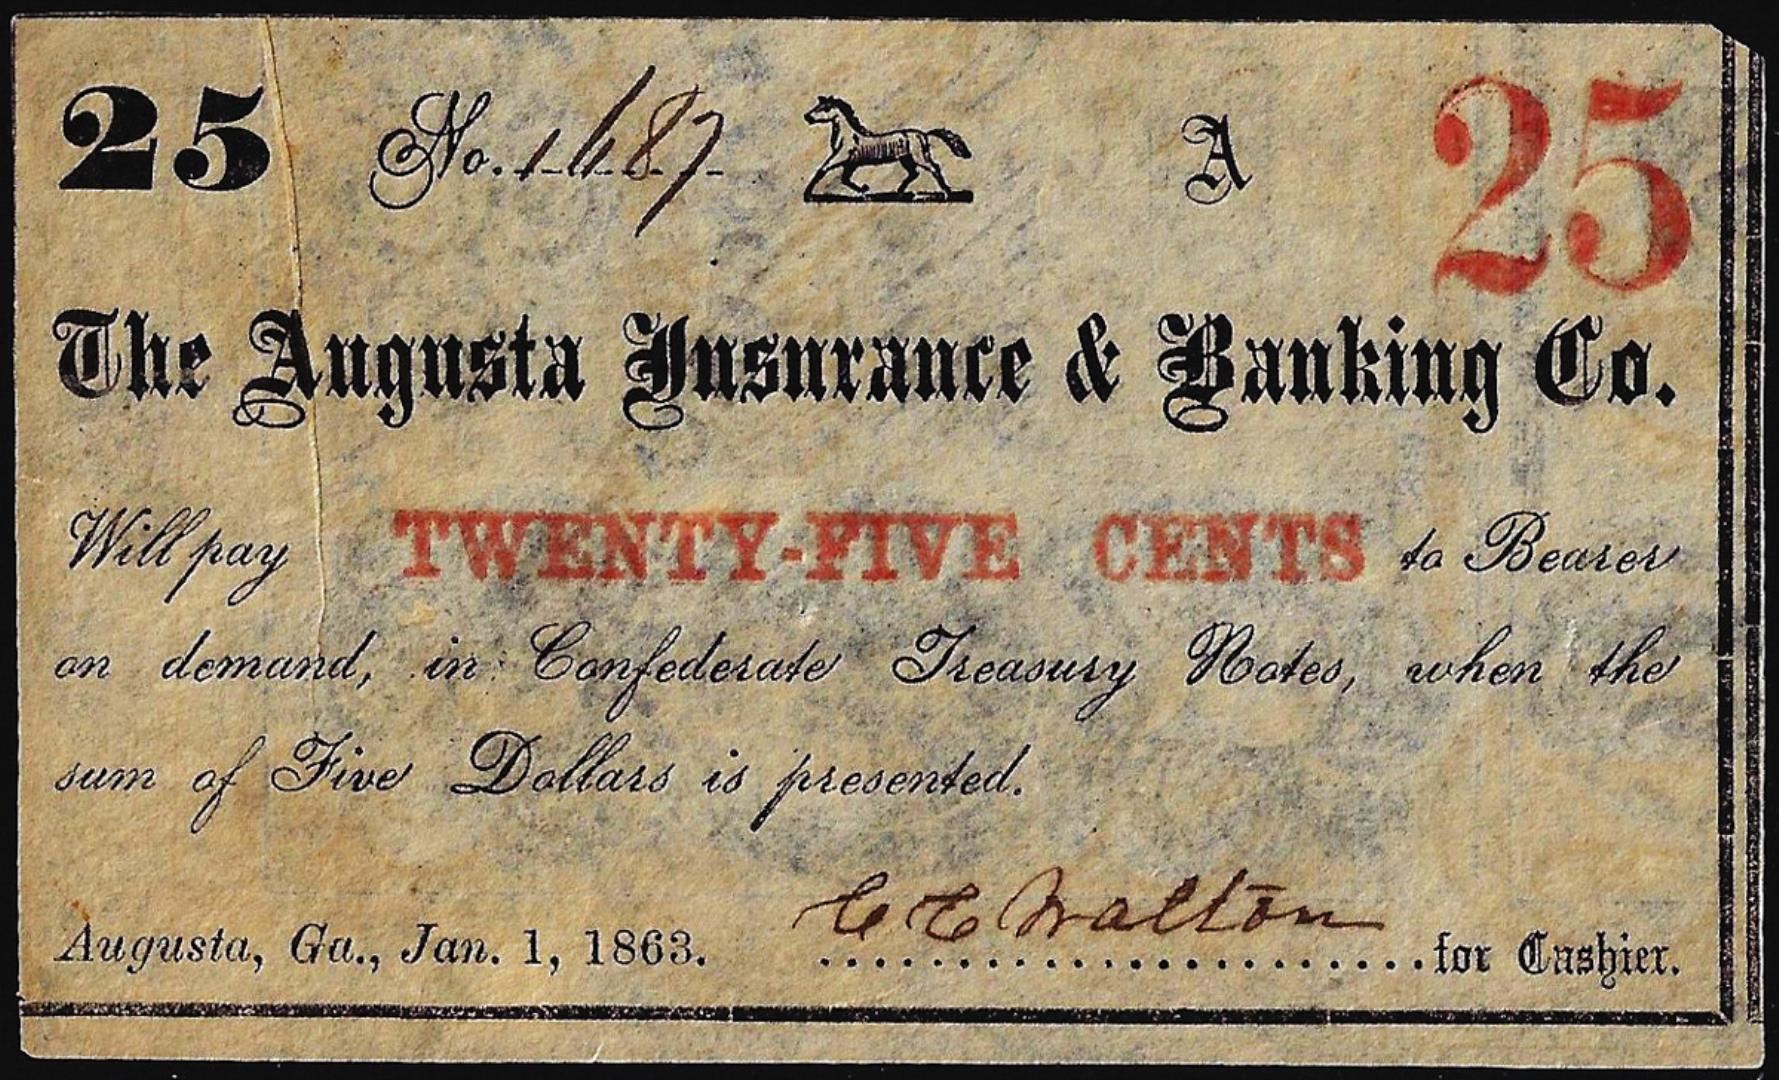 25 No. 1687 A 25
The Augusta Insurance & Banking Co.
Will pay TWENTY-FIVE CENTS to Bearer
on demand, in Confederate Treasury Notes, when the
sum of Five Dollars is presented.
Augusta, Ga., Jan. 1, 1863. C C Walton for Cashier.